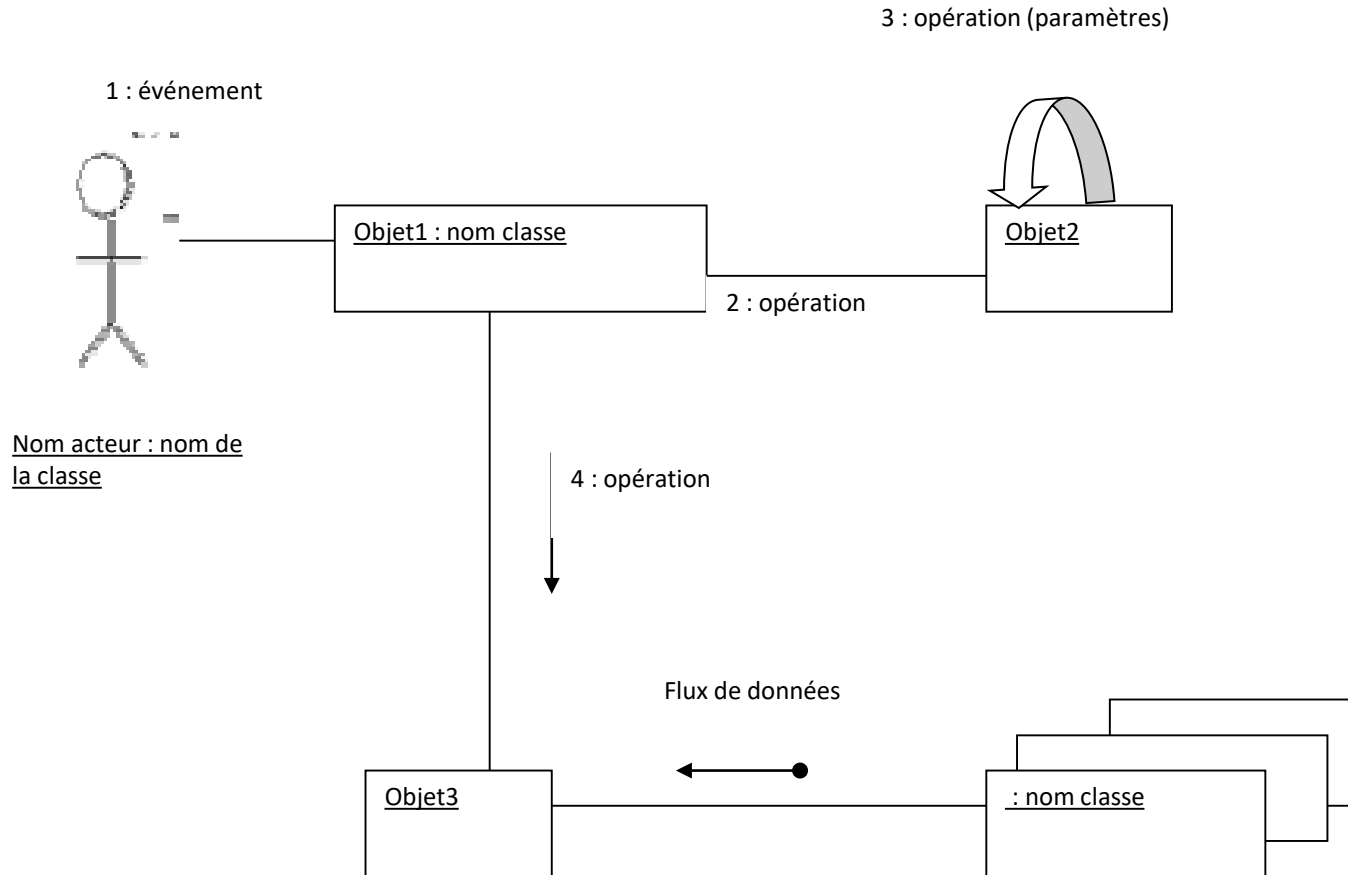 3 : opération (paramètres)
1 : événement
Objet1 : nom classe
Objet2
2 : opération
Nom acteur : nom de
la classe
4 : opération
Flux de données
Objet3
: nom classe